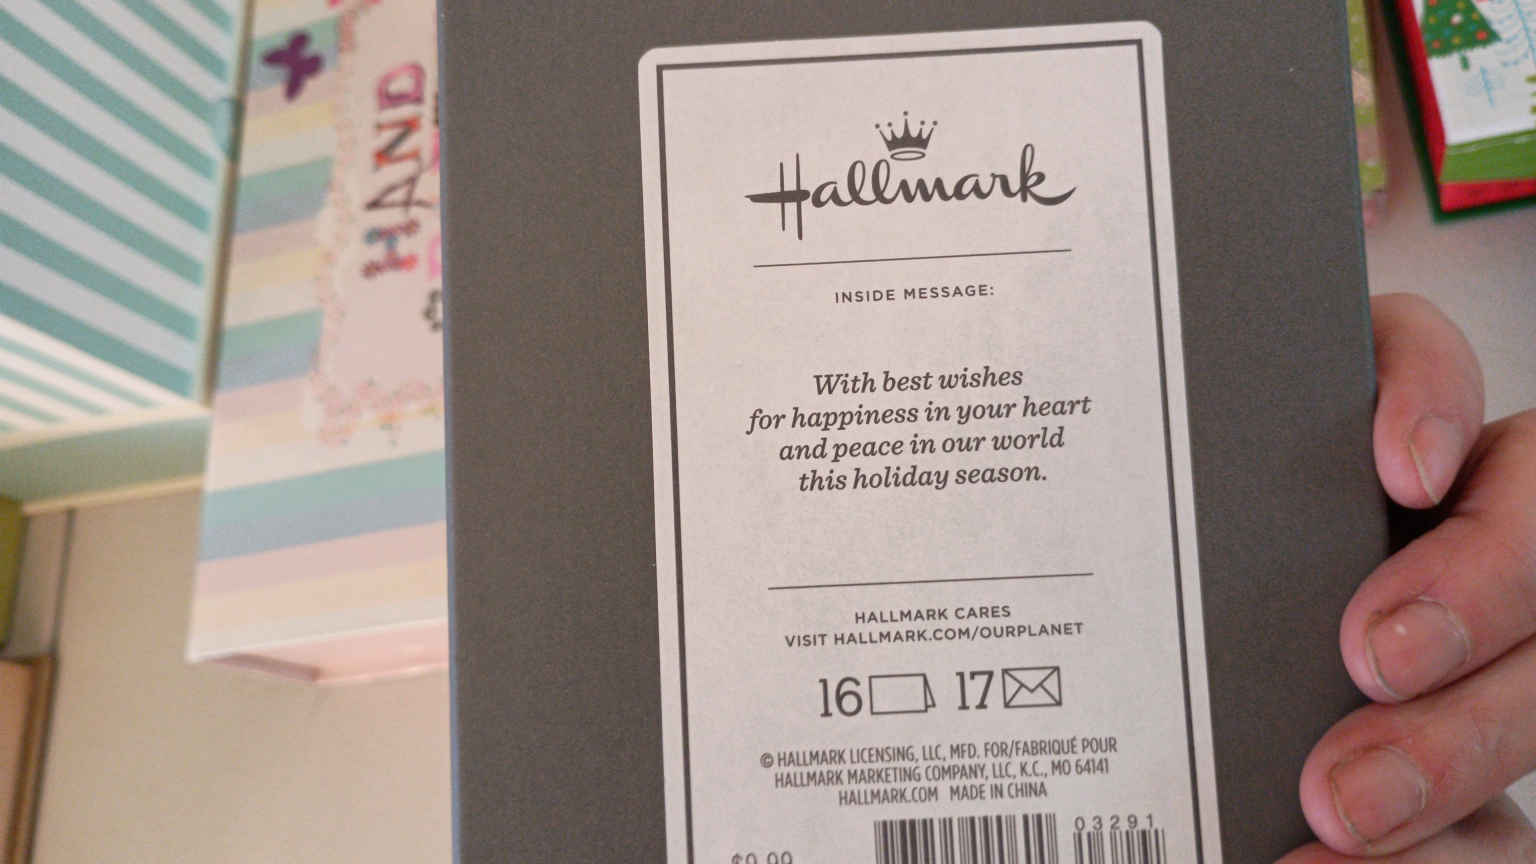 HAND
Hallmark
INSIDE MESSAGE:
With best wishes
for happiness in your heart
and peace in our world
this holiday season.
HALLMARK CARES
VISIT HALLMARK.COM/OURPLANET
16 17
© HALLMARK LICENSING, LLC, MFD. FOR/FABRIQUÉ POUR
HALLMARK MARKETING COMPANY, LLC, K.C., MO 64141
HALLMARK.COM MADE IN CHINA
03291